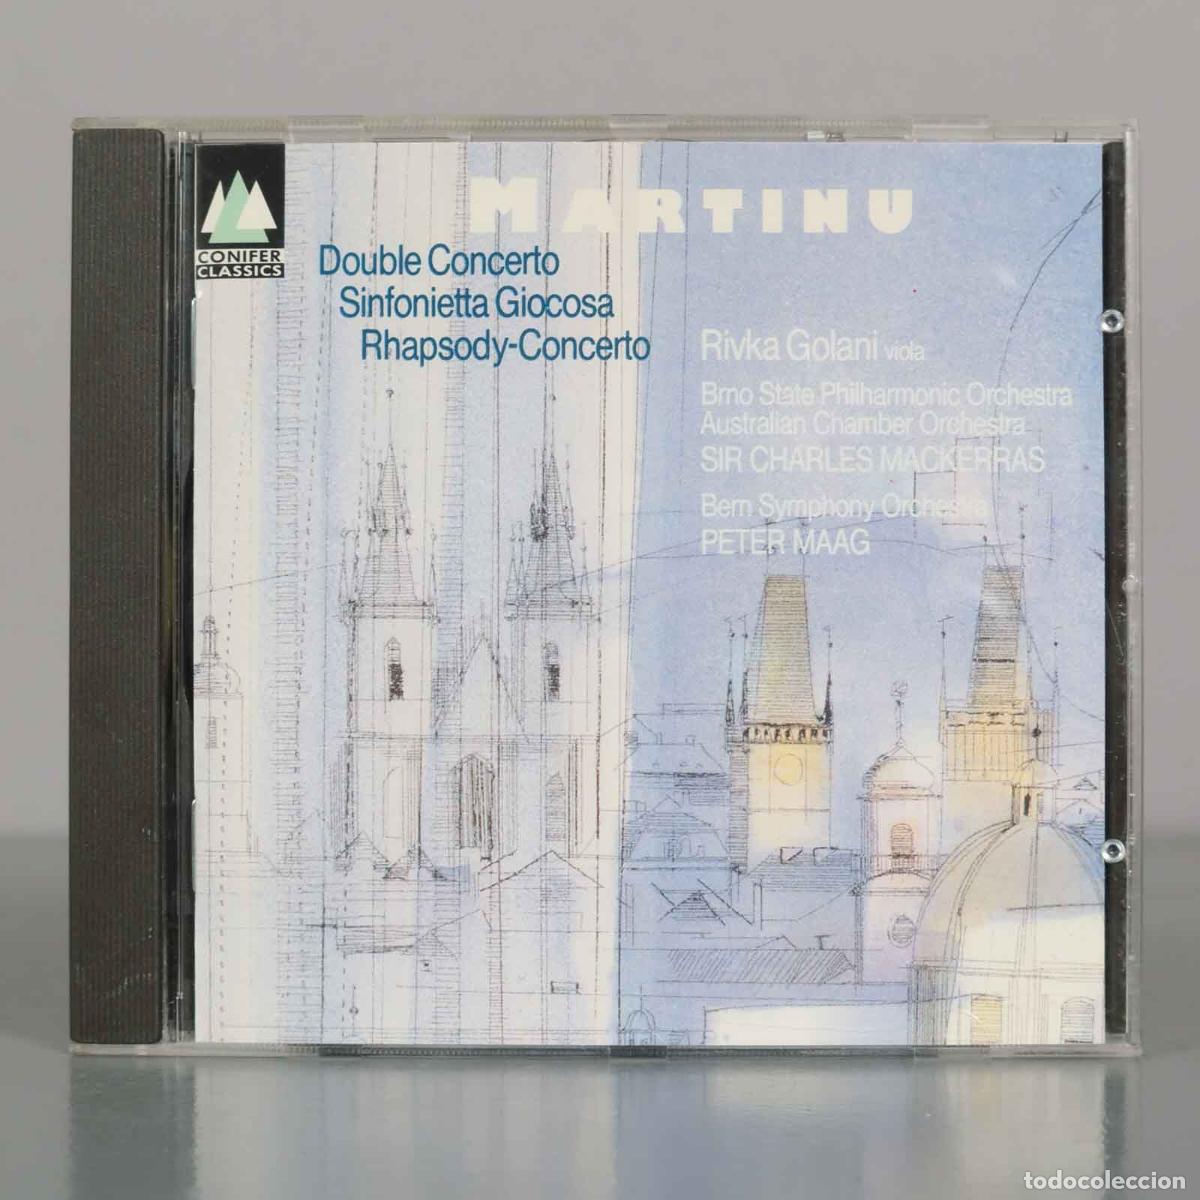 CONIFER
CLASSICS
MARTINU
Double Concerto
Sinfonietta Giocosa
Rhapsody-Concerto
Rivka Golani viola
Brno State Philharmonic Orchestra
Australian Chamber Orchestra
SIR CHARLES MACKERRAS
Bern Symphony Orchestra
PETER MAAG
todocoleccion